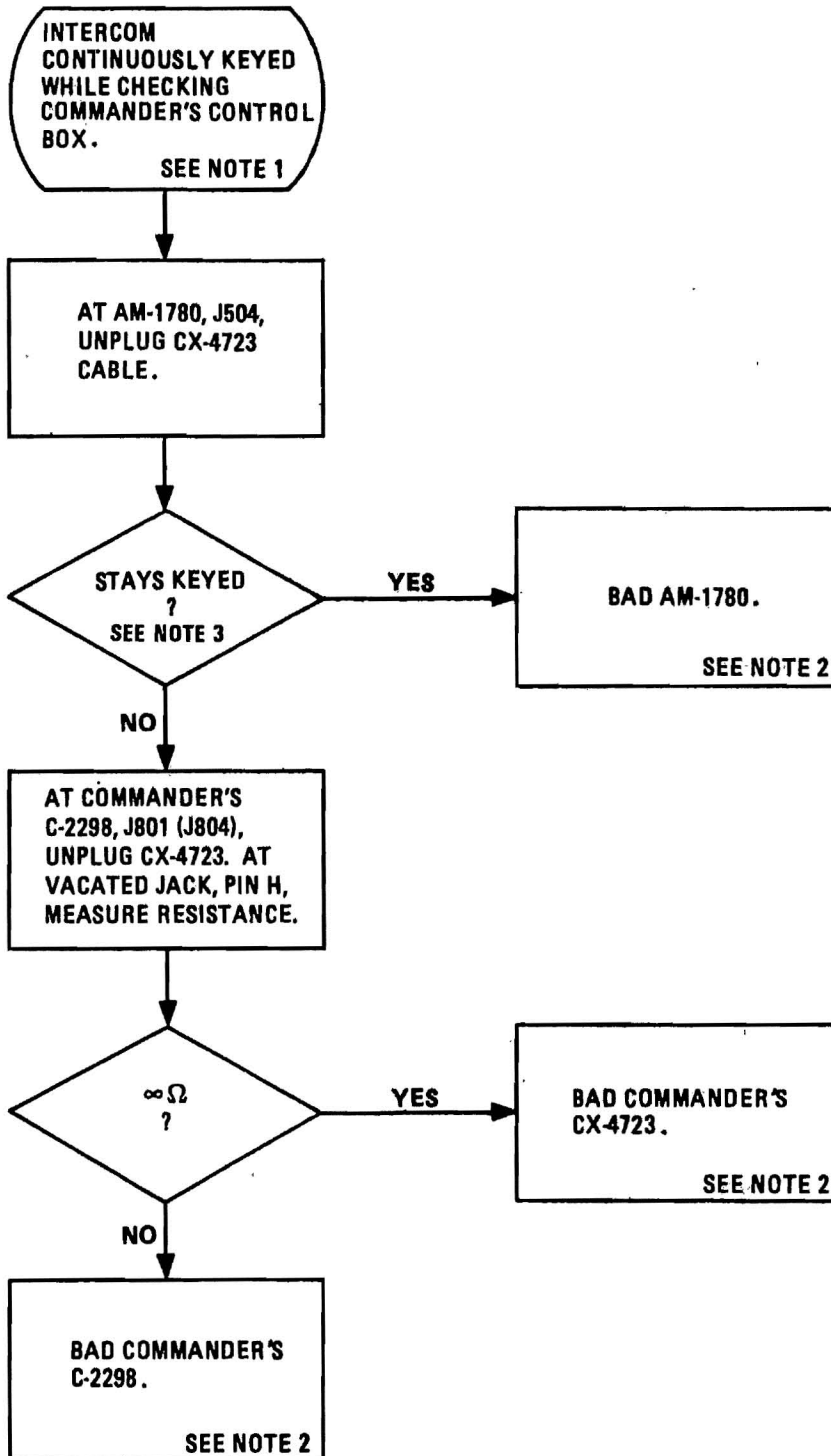 INTERCOM
CONTINUOUSLY KEYED
WHILE CHECKING
COMMANDER'S CONTROL
BOX.
SEE NOTE 1
AT AM-1780, J504,
UNPLUG CX-4723
CABLE.
STAYS KEYED
?
SEE NOTE 3
YES
BAD AM-1780.
SEE NOTE 2
NO
AT COMMANDER'S
C-2298, J801 (J804),
UNPLUG CX-4723. AT
VACATED JACK, PIN H,
MEASURE RESISTANCE.
∞ Ω
?
YES
BAD COMMANDER'S
CX-4723.
SEE NOTE 2
NO
BAD COMMANDER'S
C-2298.
SEE NOTE 2